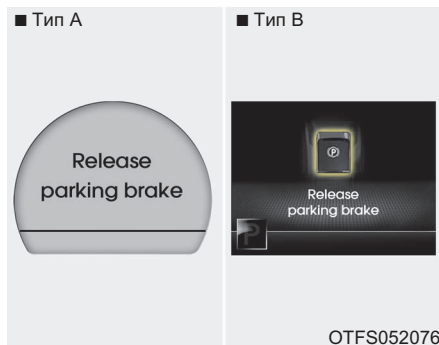 ■ Тип A
Release
parking brake
■ Тип B
P
Release
parking brake
P
OTFS052076